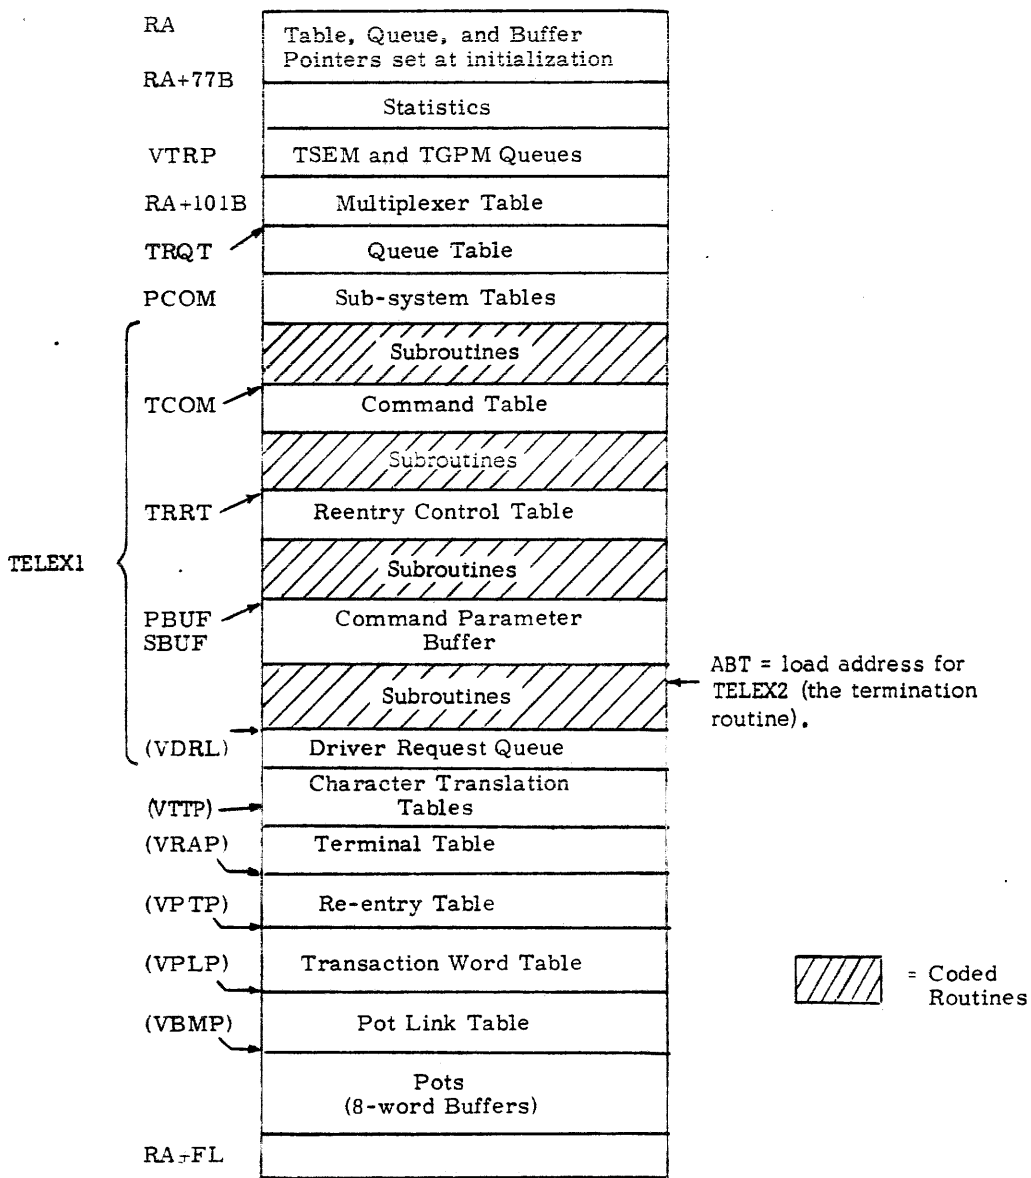 RA
Table, Queue, and Buffer
Pointers set at initialization
RA+77B
Statistics
VTRP
TSEM and TGPM Queues
RA+101B
Multiplexer Table
TRQT
Queue Table
PCOM
Sub-system Tables
Subroutines
TCOM
Command Table
Subroutines
TRRT
Reentry Control Table
TELEX1
Subroutines
PBUF
SBUF
Command Parameter
Buffer
ABT = load address for
TELEX2 (the termination
routine).
Subroutines
(VDRL)
Driver Request Queue
(VTTP)
Character Translation
Tables
(VRAP)
Terminal Table
(VPTP)
Re-entry Table
(VPLP)
Transaction Word Table
= Coded
Routines
(VBMP)
Pot Link Table
Pots
(8-word Buffers)
RA+FL